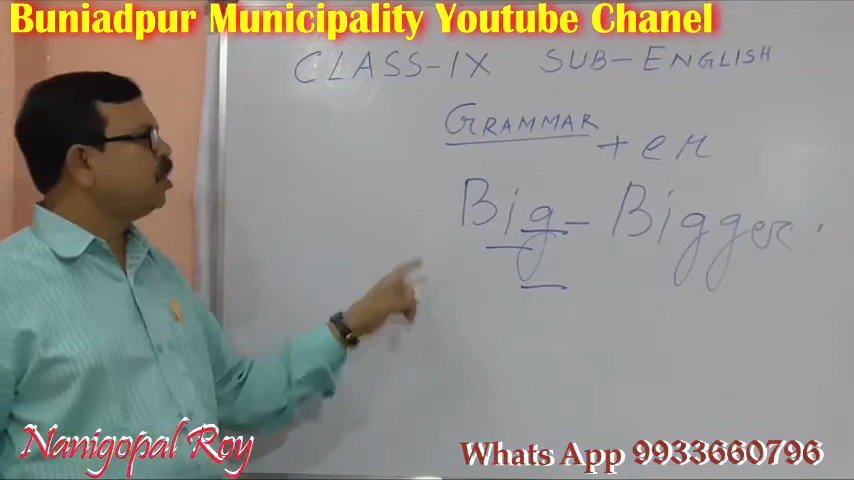 Buniadpur Municipality Youtube Chanel
CLASS-IX SUB-ENGLISH
GRAMMAR
+er
Big - Bigger.
Nanigopal Roy
Whats App 9933660796